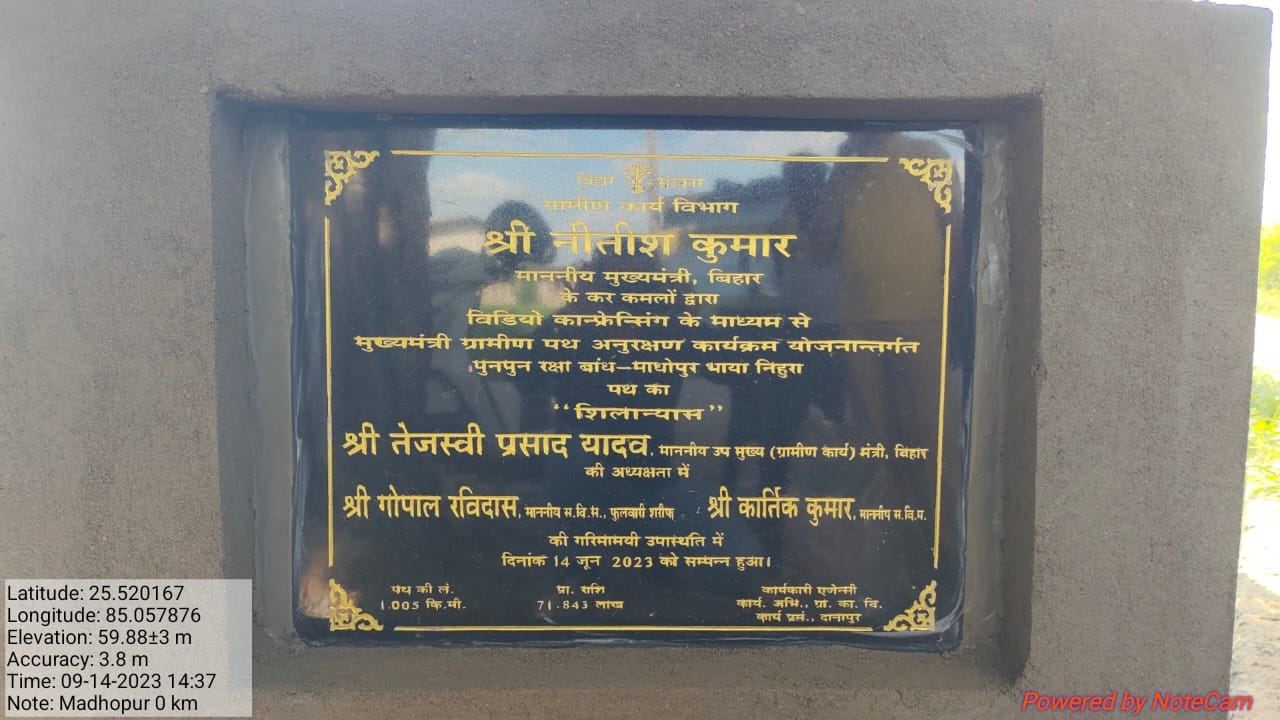 बिहार सरकार
ग्रामीण कार्य विभाग
श्री नीतीश कुमार
माननीय मुख्यमंत्री, बिहार
के कर कमलों द्वारा
विडियो कान्फ्रेन्सिंग के माध्यम से
मुख्यमंत्री ग्रामीण पथ अनुरक्षण कार्यक्रम योजनान्तर्गत
पुनपुन रक्षा बांध–माधोपुर भाया निहुरा
पथ का
“शिलान्यास”
श्री तेजस्वी प्रसाद यादव, माननीय उप मुख्य (ग्रामीण कार्य) मंत्री, बिहार
की अध्यक्षता में
श्री गोपाल रविदास, माननीय स.वि.स., फुलवारी शरीफ श्री कार्तिक कुमार, माननीय स.वि.प.
की गरिमामयी उपास्थति में
दिनांक 14 जून 2023 को सम्पन्न हुआ।
पथ की लं. प्रा. राशि कार्यकारी एजेन्सी
1.005 कि.मी. 71.843 लाख कार्य. अभि., ग्रा. का. वि.
कार्य प्रमं., दानापुर
Latitude: 25.520167
Longitude: 85.057876
Elevation: 59.88±3 m
Accuracy: 3.8 m
Time: 09-14-2023 14:37
Note: Madhopur 0 km
Powered by NoteCam